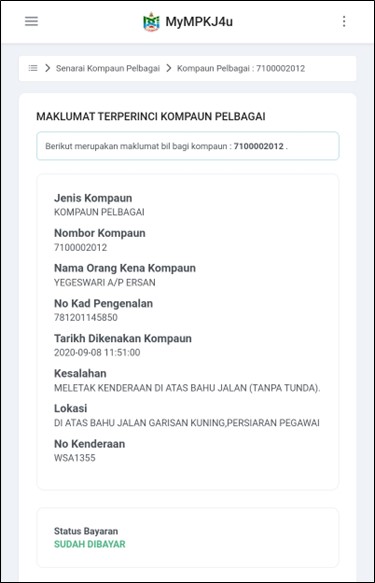 MyMPKJ4u
Senarai Kompaun Pelbagai > Kompaun Pelbagai : 7100002012
MAKLUMAT TERPERINCI KOMPAUN PELBAGAI
Berikut merupakan maklumat bil bagi kompaun : 7100002012 .
Jenis Kompaun
KOMPAUN PELBAGAI
Nombor Kompaun
7100002012
Nama Orang Kena Kompaun
YEGESWARI A/P ERSAN
No Kad Pengenalan
781201145850
Tarikh Dikenakan Kompaun
2020-09-08 11:51:00
Kesalahan
MELETAK KENDERAAN DI ATAS BAHU JALAN (TANPA TUNDA).
Lokasi
DI ATAS BAHU JALAN GARISAN KUNING,PERSIARAN PEGAWAI
No Kenderaan
WSA1355
Status Bayaran
SUDAH DIBAYAR